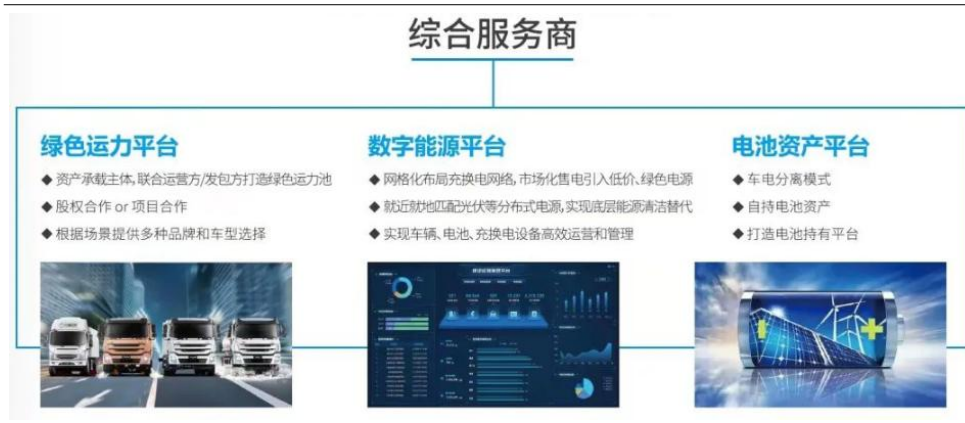 综合服务商
绿色运力平台
◆ 资产承载主体,联合运营方/发包方打造绿色运力池
◆ 股权合作 or 项目合作
◆ 根据场景提供多种品牌和车型选择
数字能源平台
◆ 网格化布局充换电网络,市场化售电引入低价、绿色电源
◆ 就近就地匹配光伏等分布式电源,实现底层能源清洁替代
◆ 实现车辆、电池、充换电设备高效运营和管理
电池资产平台
◆ 车电分离模式
◆ 自持电池资产
◆ 打造电池持有平台